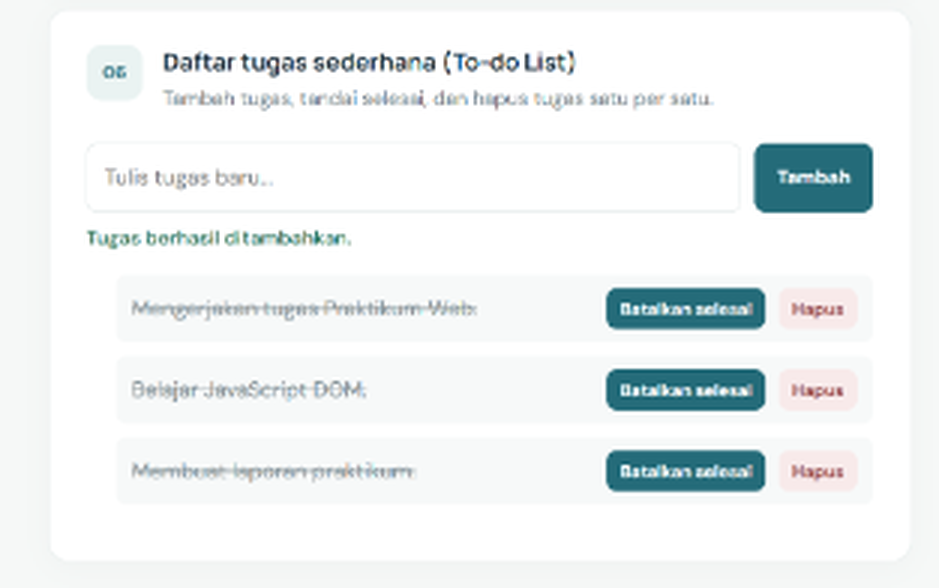 06
Daftar tugas sederhana (To-do List)
Tambah tugas, tandai selesai, dan hapus tugas satu per satu.
Tulis tugas baru...
Tambah
Tugas berhasil ditambahkan.
Mengerjakan tugas Praktikum Web.
Batalkan selesai
Hapus
Belajar JavaScript DOM.
Batalkan selesai
Hapus
Membuat laporan praktikum.
Batalkan selesai
Hapus